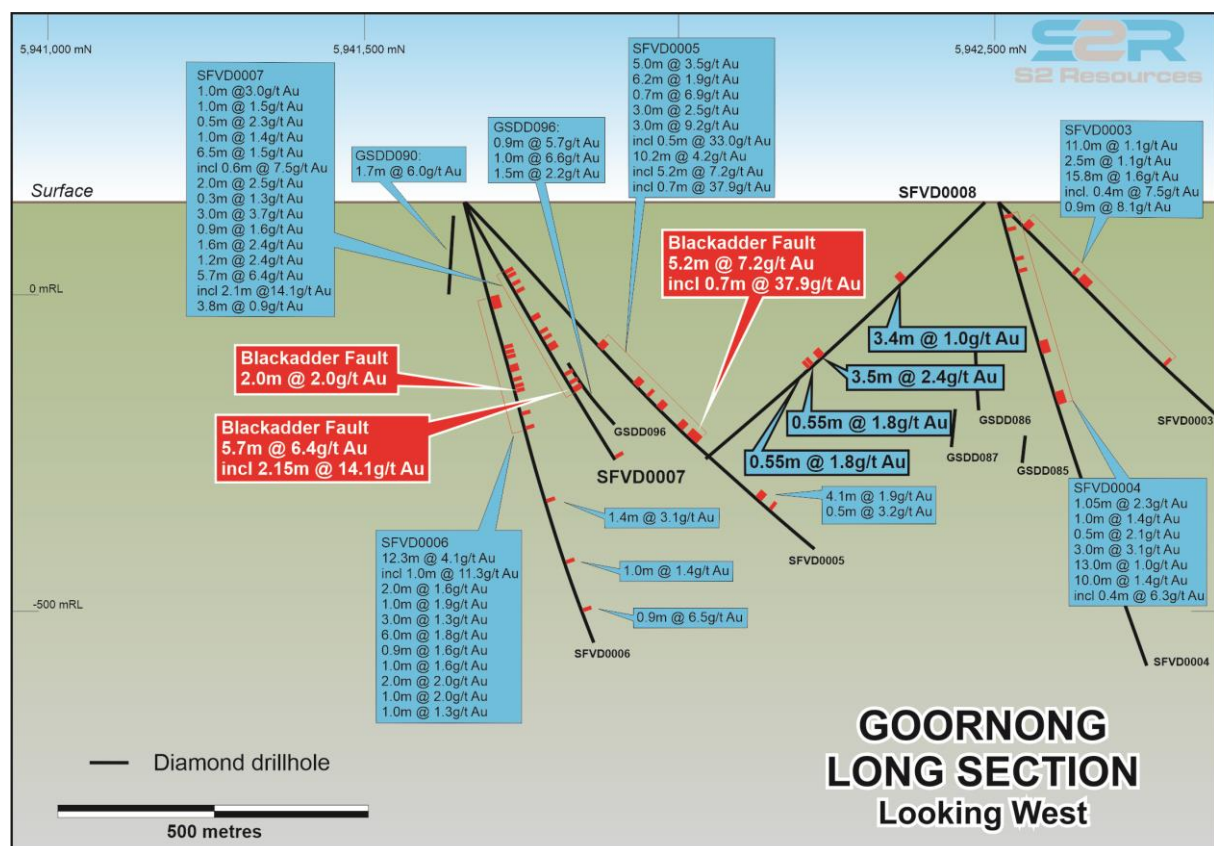 5,941,000 mN
5,941,500 mN
5,942,500 mN
S2R
S2 Resources
SFVD0007
1.0m @3.0g/t Au
1.0m @ 1.5g/t Au
0.5m @ 2.3g/t Au
1.0m @ 1.4g/t Au
6.5m @ 1.5g/t Au
incl 0.6m @ 7.5g/t Au
2.0m @ 2.5g/t Au
0.3m @ 1.3g/t Au
3.0m @ 3.7g/t Au
0.9m @ 1.6g/t Au
1.6m @ 2.4g/t Au
1.2m @ 2.4g/t Au
5.7m @ 6.4g/t Au
incl 2.1m @14.1g/t Au
3.8m @ 0.9g/t Au
GSDD090:
1.7m @ 6.0g/t Au
GSDD096:
0.9m @ 5.7g/t Au
1.0m @ 6.6g/t Au
1.5m @ 2.2g/t Au
SFVD0005
5.0m @ 3.5g/t Au
6.2m @ 1.9g/t Au
0.7m @ 6.9g/t Au
3.0m @ 2.5g/t Au
3.0m @ 9.2g/t Au
incl 0.5m @ 33.0g/t Au
10.2m @ 4.2g/t Au
incl 5.2m @ 7.2g/t Au
incl 0.7m @ 37.9g/t Au
SFVD0003
11.0m @ 1.1g/t Au
2.5m @ 1.1g/t Au
15.8m @ 1.6g/t Au
incl. 0.4m @ 7.5g/t Au
0.9m @ 8.1g/t Au
Surface
SFVD0008
Blackadder Fault
5.2m @ 7.2g/t Au
incl 0.7m @ 37.9g/t Au
0 mRL
3.4m @ 1.0g/t Au
3.5m @ 2.4g/t Au
0.55m @ 1.8g/t Au
0.55m @ 1.8g/t Au
Blackadder Fault
2.0m @ 2.0g/t Au
Blackadder Fault
5.7m @ 6.4g/t Au
incl 2.15m @ 14.1g/t Au
GSDD096
SFVD0007
GSDD086
GSDD087
GSDD085
SFVD0003
4.1m @ 1.9g/t Au
0.5m @ 3.2g/t Au
SFVD0005
SFVD0004
1.05m @ 2.3g/t Au
1.0m @ 1.4g/t Au
0.5m @ 2.1g/t Au
3.0m @ 3.1g/t Au
13.0m @ 1.0g/t Au
10.0m @ 1.4g/t Au
incl 0.4m @ 6.3g/t Au
SFVD0006
12.3m @ 4.1g/t Au
incl 1.0m @ 11.3g/t Au
2.0m @ 1.6g/t Au
1.0m @ 1.9g/t Au
3.0m @ 1.3g/t Au
6.0m @ 1.8g/t Au
0.9m @ 1.6g/t Au
1.0m @ 1.6g/t Au
2.0m @ 2.0g/t Au
1.0m @ 2.0g/t Au
1.0m @ 1.3g/t Au
1.4m @ 3.1g/t Au
1.0m @ 1.4g/t Au
0.9m @ 6.5g/t Au
-500 mRL
SFVD0006
SFVD0004
GOORNONG
LONG SECTION
Looking West
Diamond drillhole
500 metres